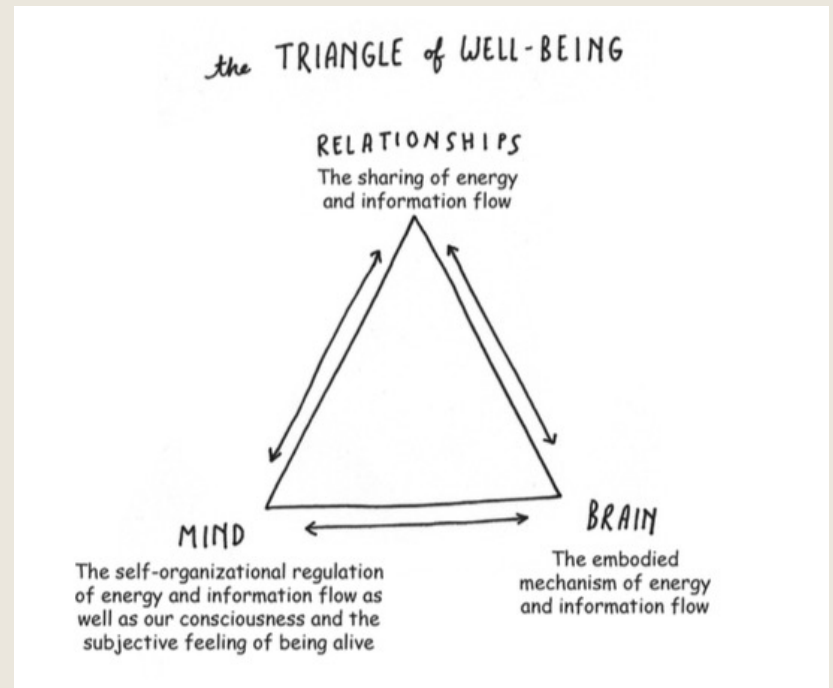 the TRIANGLE of WELL-BEING
RELATIONSHIPS
The sharing of energy
and information flow
MIND
The self-organizational regulation
of energy and information flow as
well as our consciousness and the
subjective feeling of being alive
BRAIN
The embodied
mechanism of energy
and information flow